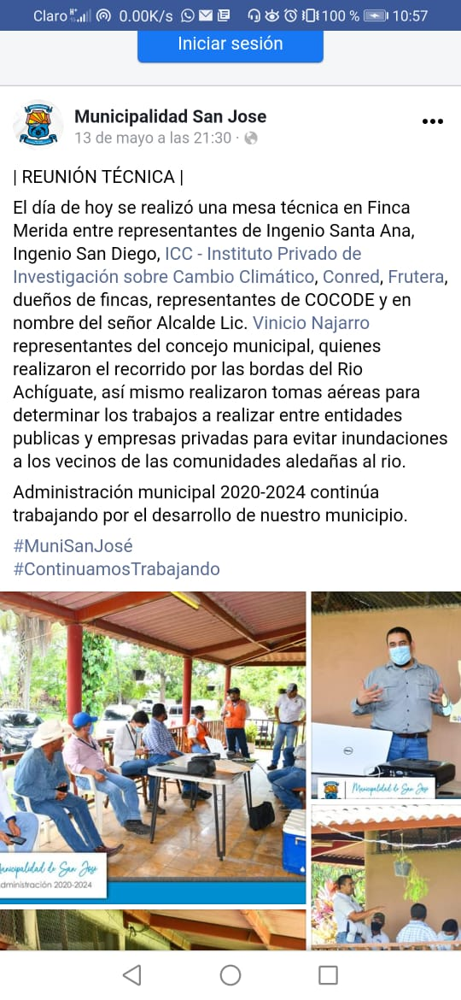 Claro 0.00K/s 100 % 10:57
Iniciar sesión
Municipalidad San Jose
13 de mayo a las 21:30 ·
| REUNIÓN TÉCNICA |
El día de hoy se realizó una mesa técnica en Finca
Merida entre representantes de Ingenio Santa Ana,
Ingenio San Diego, ICC - Instituto Privado de
Investigación sobre Cambio Climático, Conred, Frutera,
dueños de fincas, representantes de COCODE y en
nombre del señor Alcalde Lic. Vinicio Najarro
representantes del concejo municipal, quienes
realizaron el recorrido por las bordas del Rio
Achíguate, así mismo realizaron tomas aéreas para
determinar los trabajos a realizar entre entidades
publicas y empresas privadas para evitar inundaciones
a los vecinos de las comunidades aledañas al rio.
Administración municipal 2020-2024 continúa
trabajando por el desarrollo de nuestro municipio.
#MuniSanJosé
#ContinuamosTrabajando
DELL
Municipalidad de San Jose
unicipalidad de San Jose
dministración 2020-2024